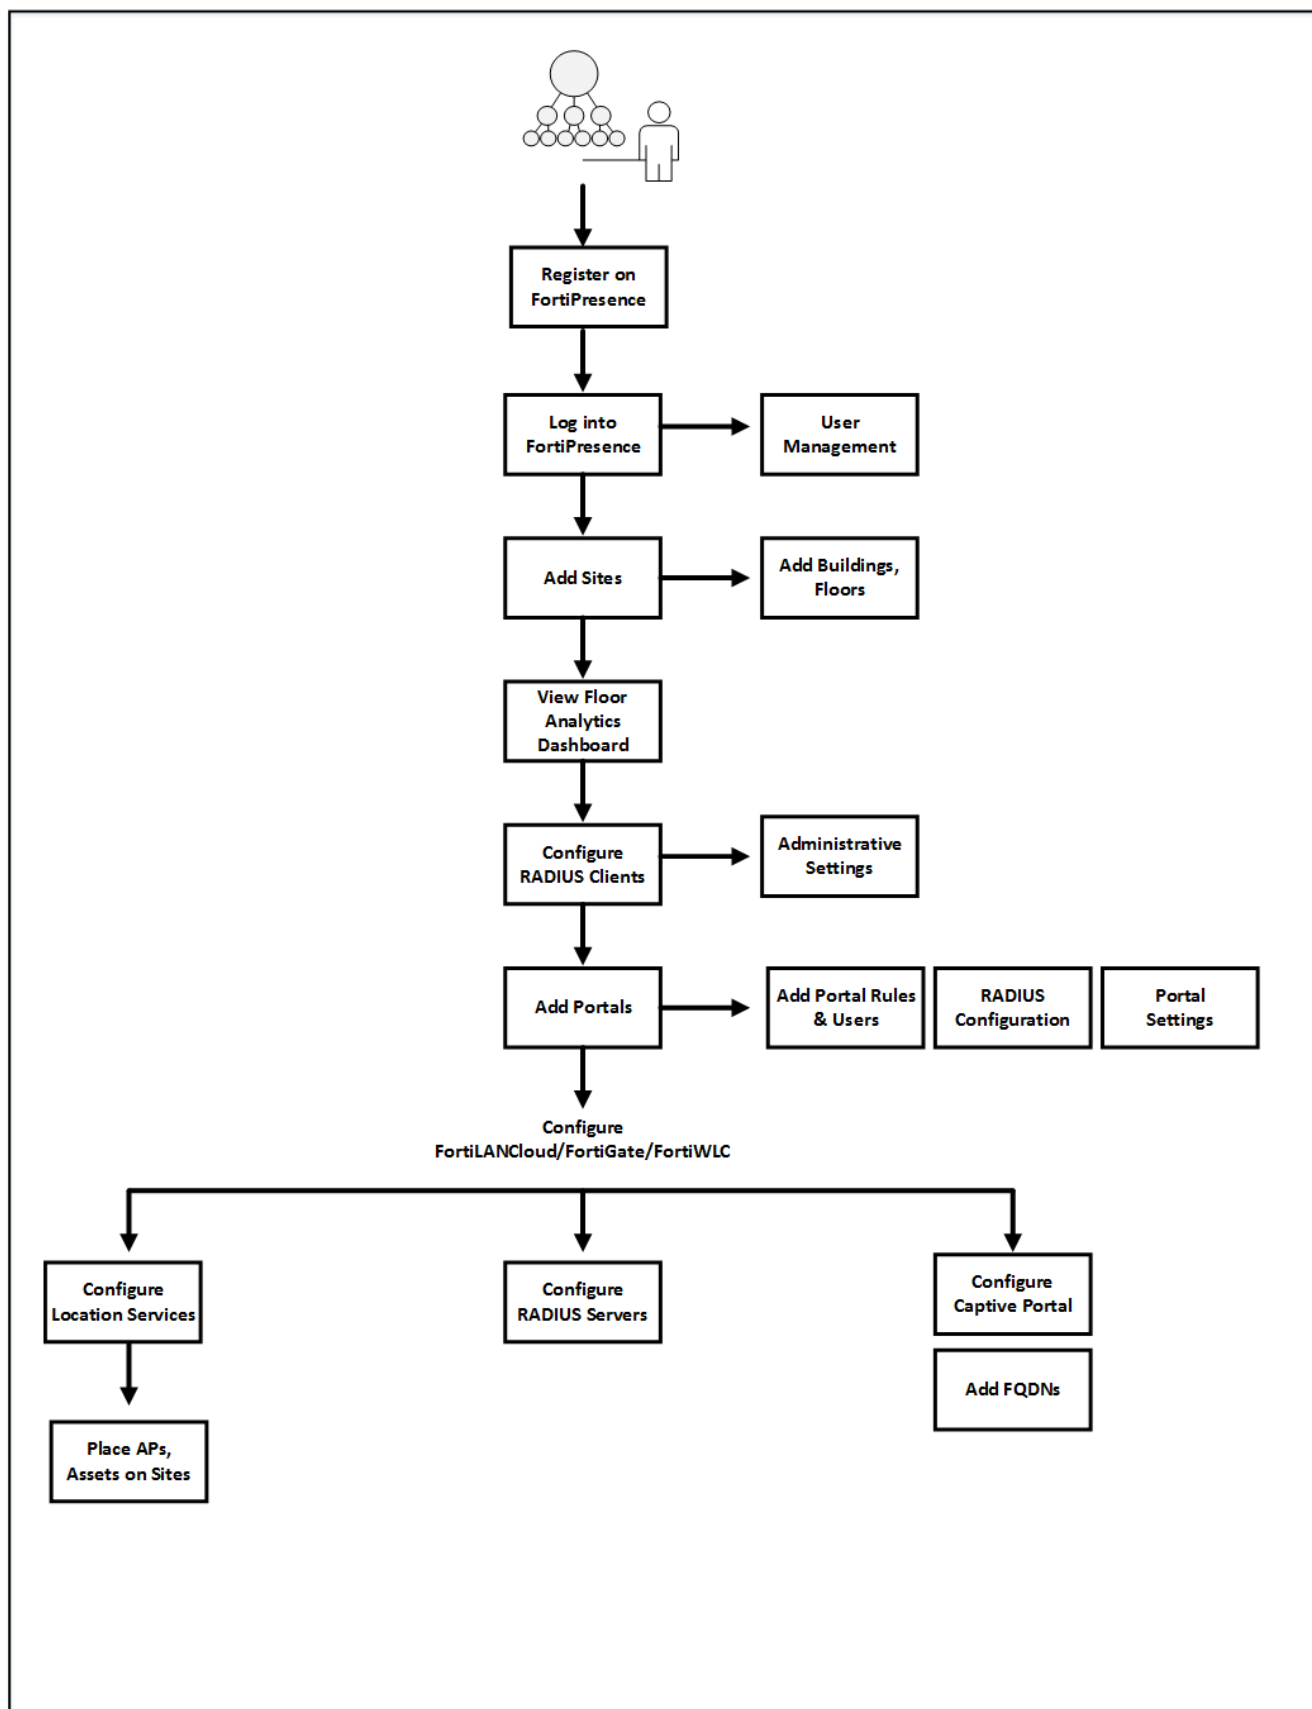 Register on
FortiPresence
Log into
FortiPresence
User
Management
Add Sites
Add Buildings,
Floors
View Floor
Analytics
Dashboard
Configure
RADIUS Clients
Administrative
Settings
Add Portals
Add Portal Rules
& Users
RADIUS
Configuration
Portal
Settings
Configure
FortiLANCloud/FortiGate/FortiWLC
Configure
Location Services
Configure
RADIUS Servers
Configure
Captive Portal
Add FQDNs
Place APs,
Assets on Sites